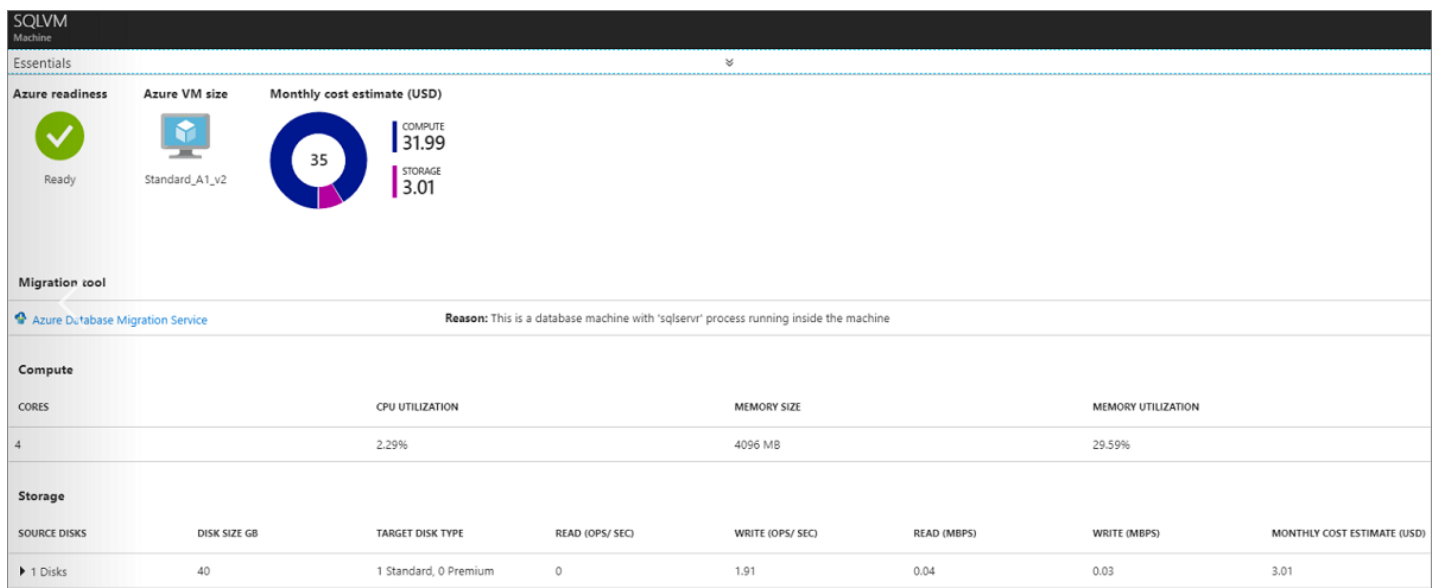 SQLVM
Machine
Essentials
Azure readiness Azure VM size Monthly cost estimate (USD)
COMPUTE
31.99
35
STORAGE
3.01
Ready Standard_A1_v2
Migration tool
Azure Database Migration Service Reason: This is a database machine with 'sqlservr' process running inside the machine
Compute
CORES CPU UTILIZATION MEMORY SIZE MEMORY UTILIZATION
4 2.29% 4096 MB 29.59%
Storage
SOURCE DISKS DISK SIZE GB TARGET DISK TYPE READ (OPS/ SEC) WRITE (OPS/ SEC) READ (MBPS) WRITE (MBPS) MONTHLY COST ESTIMATE (USD)
1 Disks 40 1 Standard, 0 Premium 0 1.91 0.04 0.03 3.01